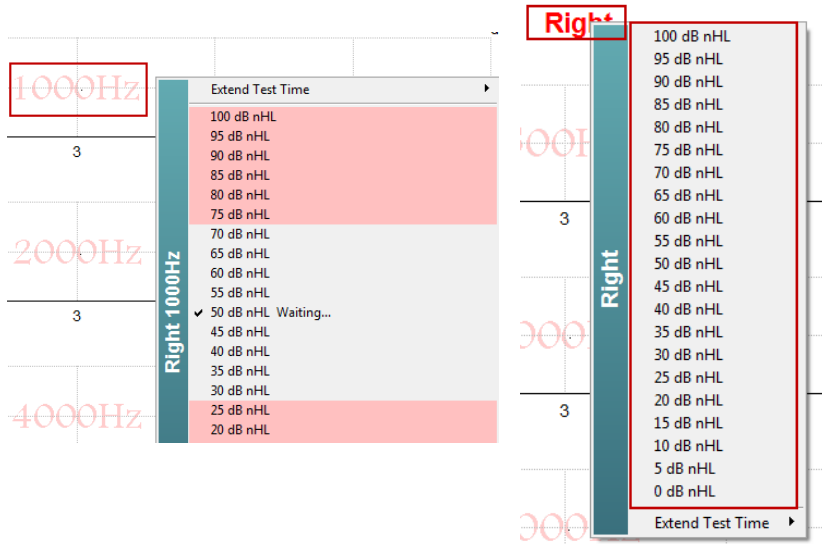 1000Hz
3
2000Hz
3
4000Hz
Right 1000Hz
Extend Test Time
100 dB nHL
95 dB nHL
90 dB nHL
85 dB nHL
80 dB nHL
75 dB nHL
70 dB nHL
65 dB nHL
60 dB nHL
55 dB nHL
50 dB nHL Waiting...
45 dB nHL
40 dB nHL
35 dB nHL
30 dB nHL
25 dB nHL
20 dB nHL
Right
3
3
Right
100 dB nHL
95 dB nHL
90 dB nHL
85 dB nHL
80 dB nHL
75 dB nHL
70 dB nHL
65 dB nHL
60 dB nHL
55 dB nHL
50 dB nHL
45 dB nHL
40 dB nHL
35 dB nHL
30 dB nHL
25 dB nHL
20 dB nHL
15 dB nHL
10 dB nHL
5 dB nHL
0 dB nHL
Extend Test Time